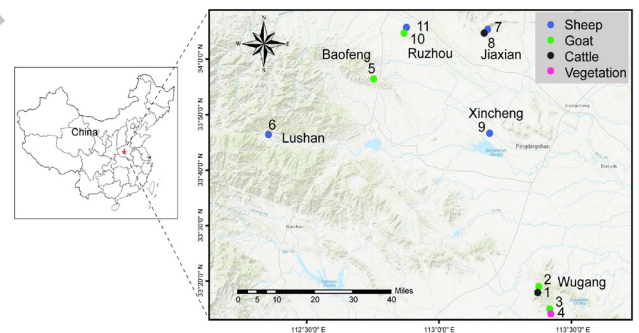 N
W E
S
Sheep
Goat
Cattle
Vegetation
11
10
Ruzhou
7
8
Jiaxian
Baofeng
5
6
Lushan
Xincheng
9
Pingdingshan
China
2
1
Wugang
3
4
0 5 10 20 30 40
Miles
34°0'0" N
33°50'0" N
33°40'0" N
33°30'0" N
33°20'0" N
112°30'0 E
113°0'0" E
113°30'0 E